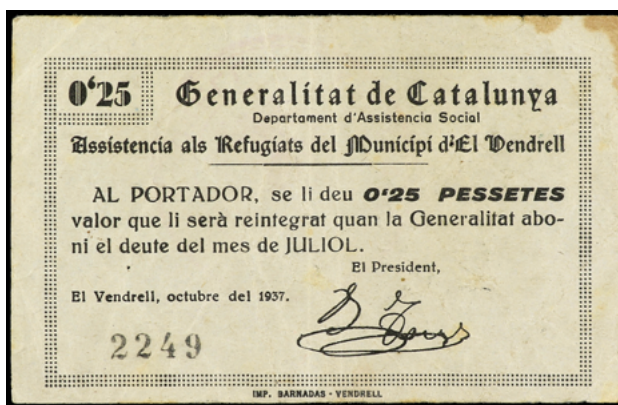 0'25 Generalitat de Catalunya
Departament d'Assistencia Social
Assistencia als Refugiats del Municipi d'El Vendrell
AL PORTADOR, se li deu 0'25 PESSETES
valor que li serà reintegrat quan la Generalitat abo-
ni el deute del mes de JULIOL.
El President,
El Vendrell, octubre del 1937.
2249
IMP. BARNADAS - VENDRELL